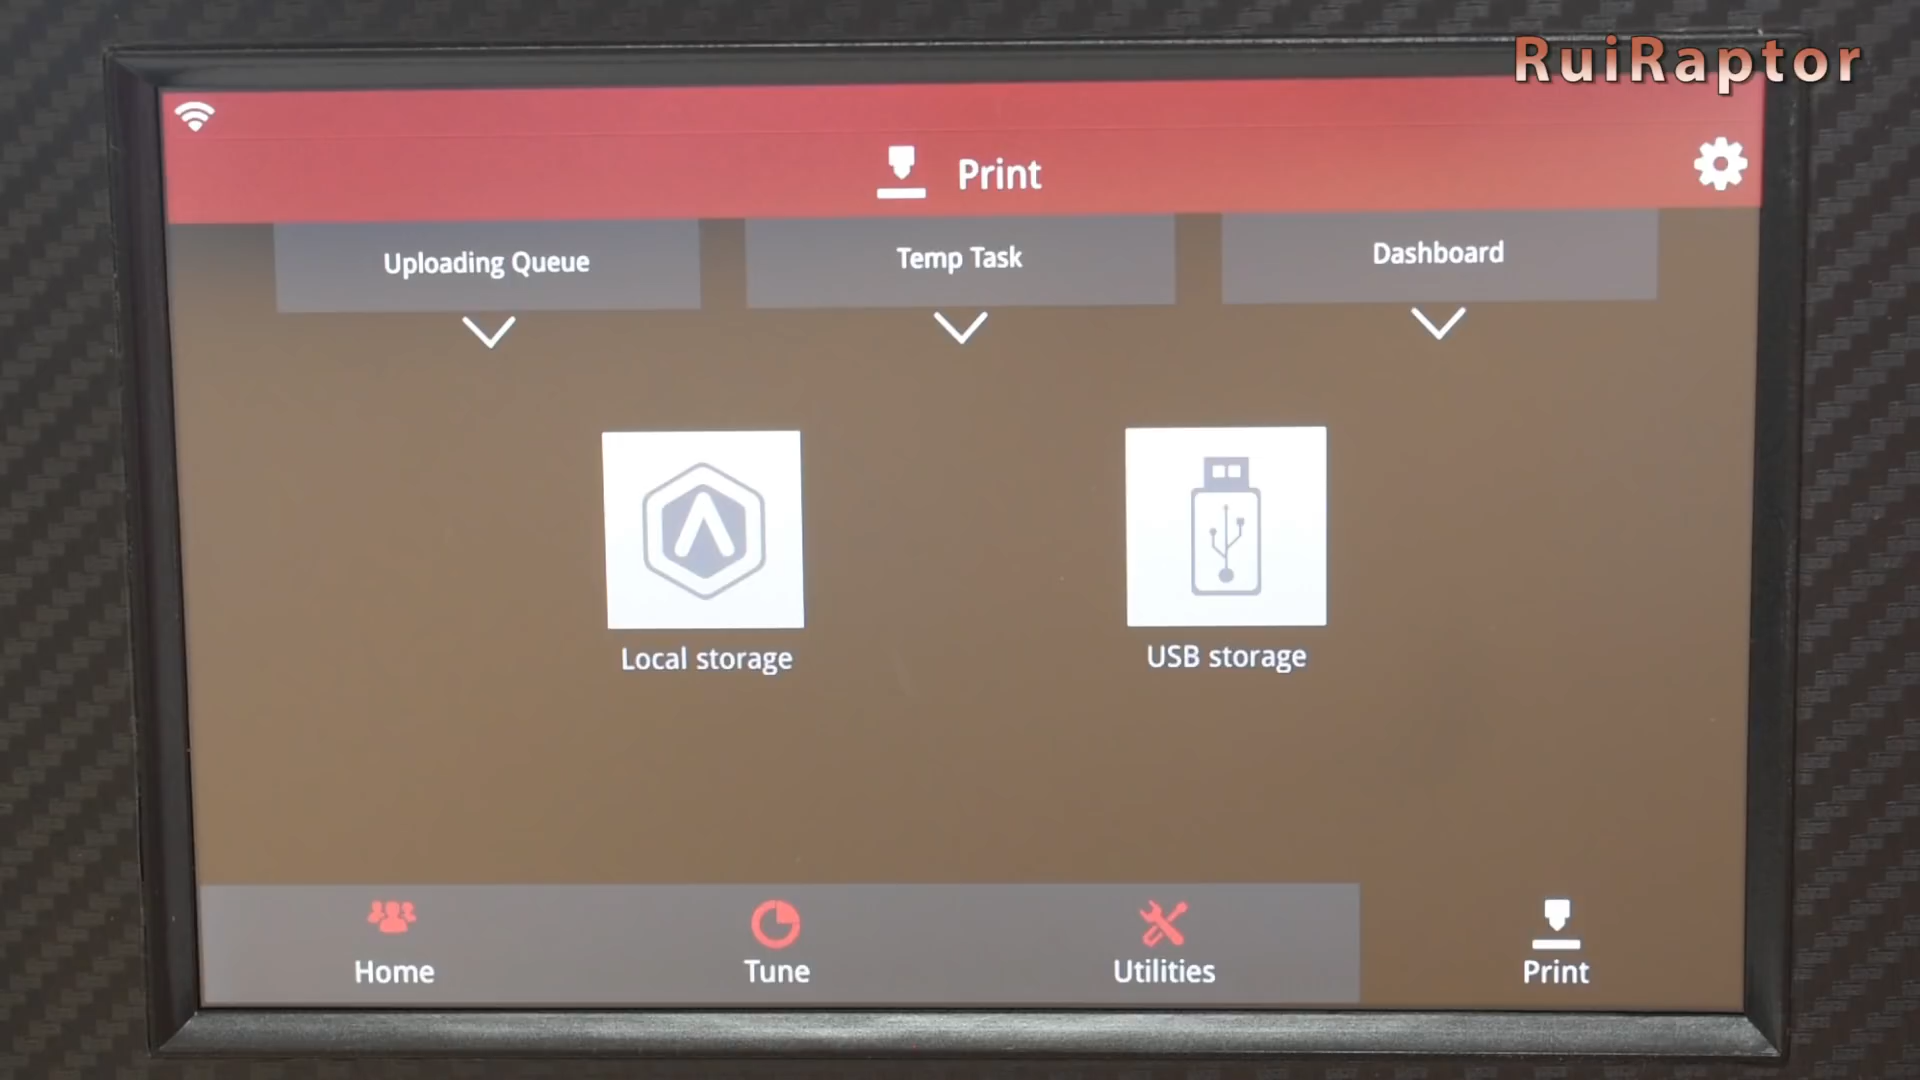 RuiRaptor
Print
Uploading Queue
Temp Task
Dashboard
Local storage
USB storage
Home
Tune
Utilities
Print